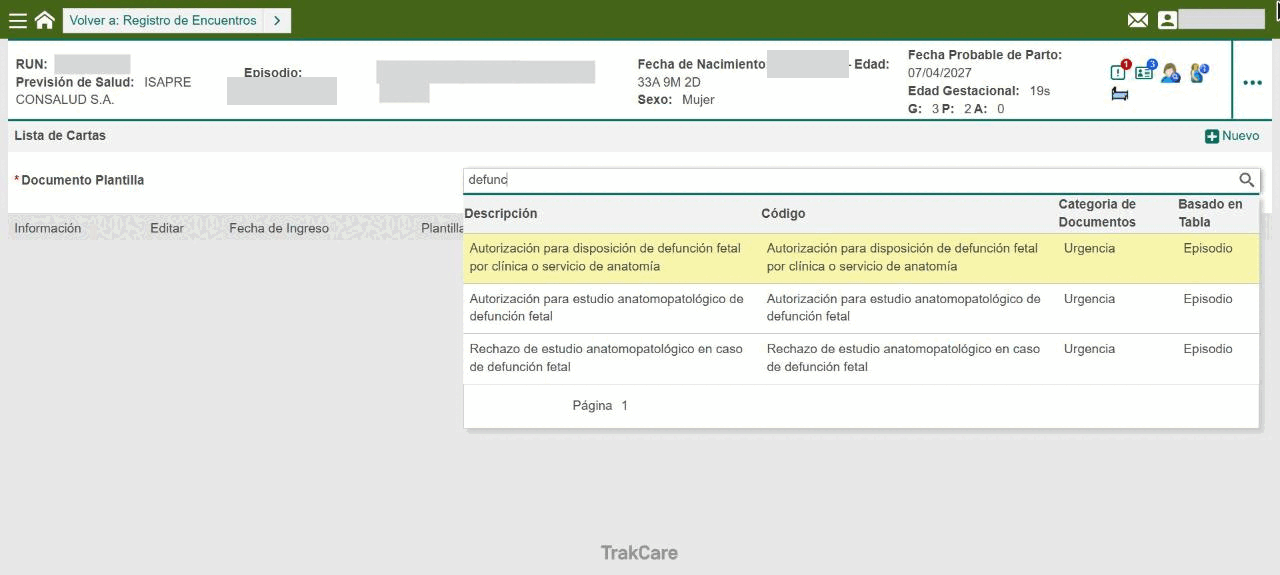 Volver a: Registro de Encuentros
RUN:
Previsión de Salud: ISAPRE
CONSALUD S.A.
Episodio:
Fecha de Nacimiento - Edad:
33A 9M 2D
Sexo: Mujer
Fecha Probable de Parto:
07/04/2027
Edad Gestacional: 19s
G: 3 P: 2 A: 0
1
3
Lista de Cartas
Nuevo
*Documento Plantilla
defunc
Información Editar Fecha de Ingreso Plantilla
Descripción Código Categoria de Documentos Basado en Tabla
Autorización para disposición de defunción fetal por clínica o servicio de anatomía Autorización para disposición de defunción fetal por clínica o servicio de anatomía Urgencia Episodio
Autorización para estudio anatomopatológico de defunción fetal Autorización para estudio anatomopatológico de defunción fetal Urgencia Episodio
Rechazo de estudio anatomopatológico en caso de defunción fetal Rechazo de estudio anatomopatológico en caso de defunción fetal Urgencia Episodio
Página 1
TrakCare